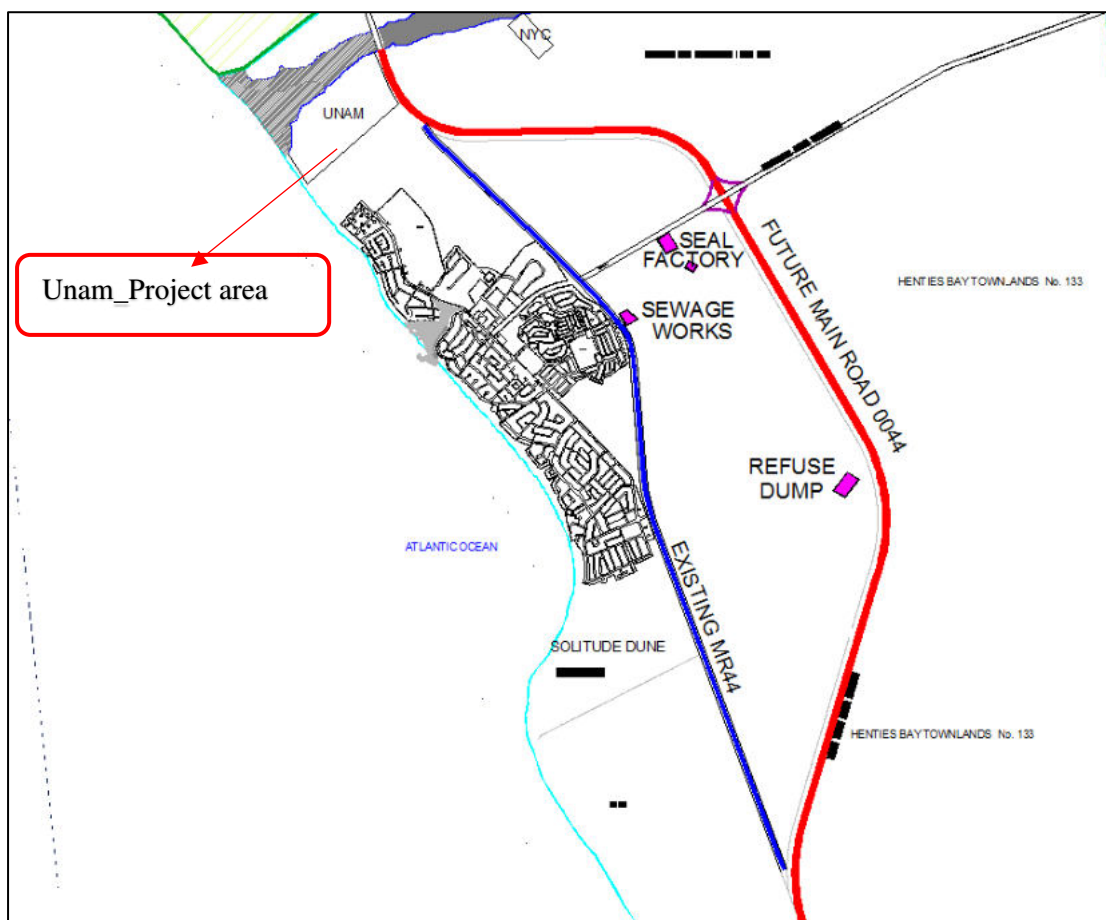 NYC
UNAM
Unam_Project area
SEAL
FACTORY
SEWAGE
WORKS
FUTURE MAIN ROAD 0044
HENTIES BAY TOWNLANDS No. 133
REFUSE
DUMP
ATLANTIC OCEAN
EXISTING MR44
SOLITUDE DUNE
HENTIES BAY TOWNLANDS No. 133